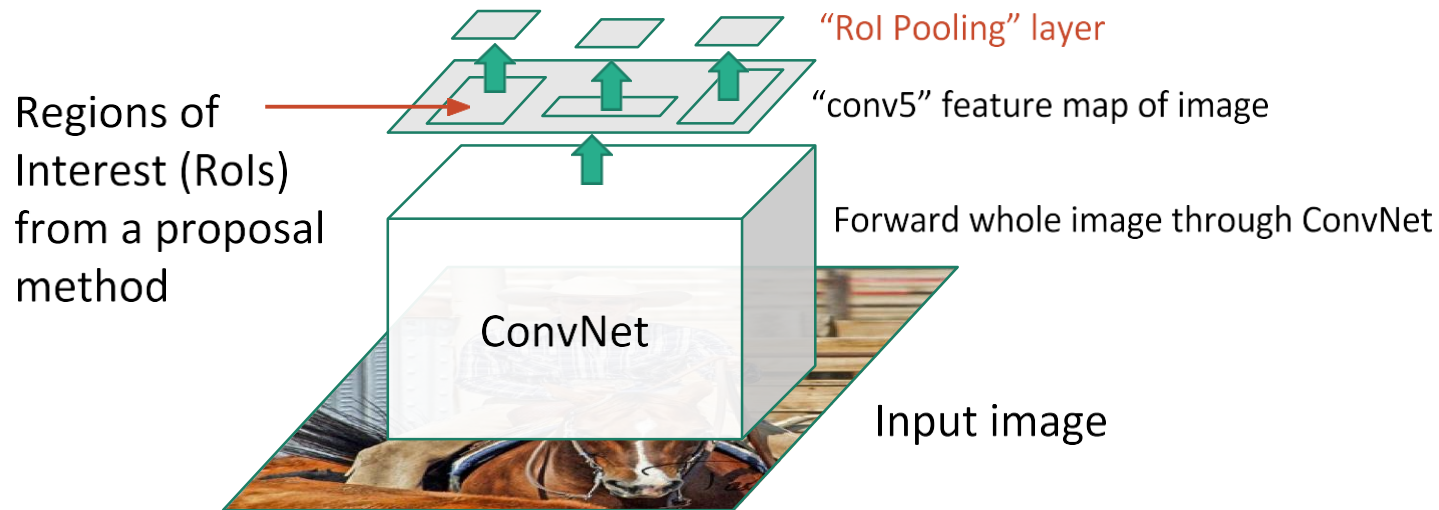 “RoI Pooling” layer
“conv5” feature map of image
Regions of
Interest (RoIs)
from a proposal
method
Forward whole image through ConvNet
ConvNet
Input image